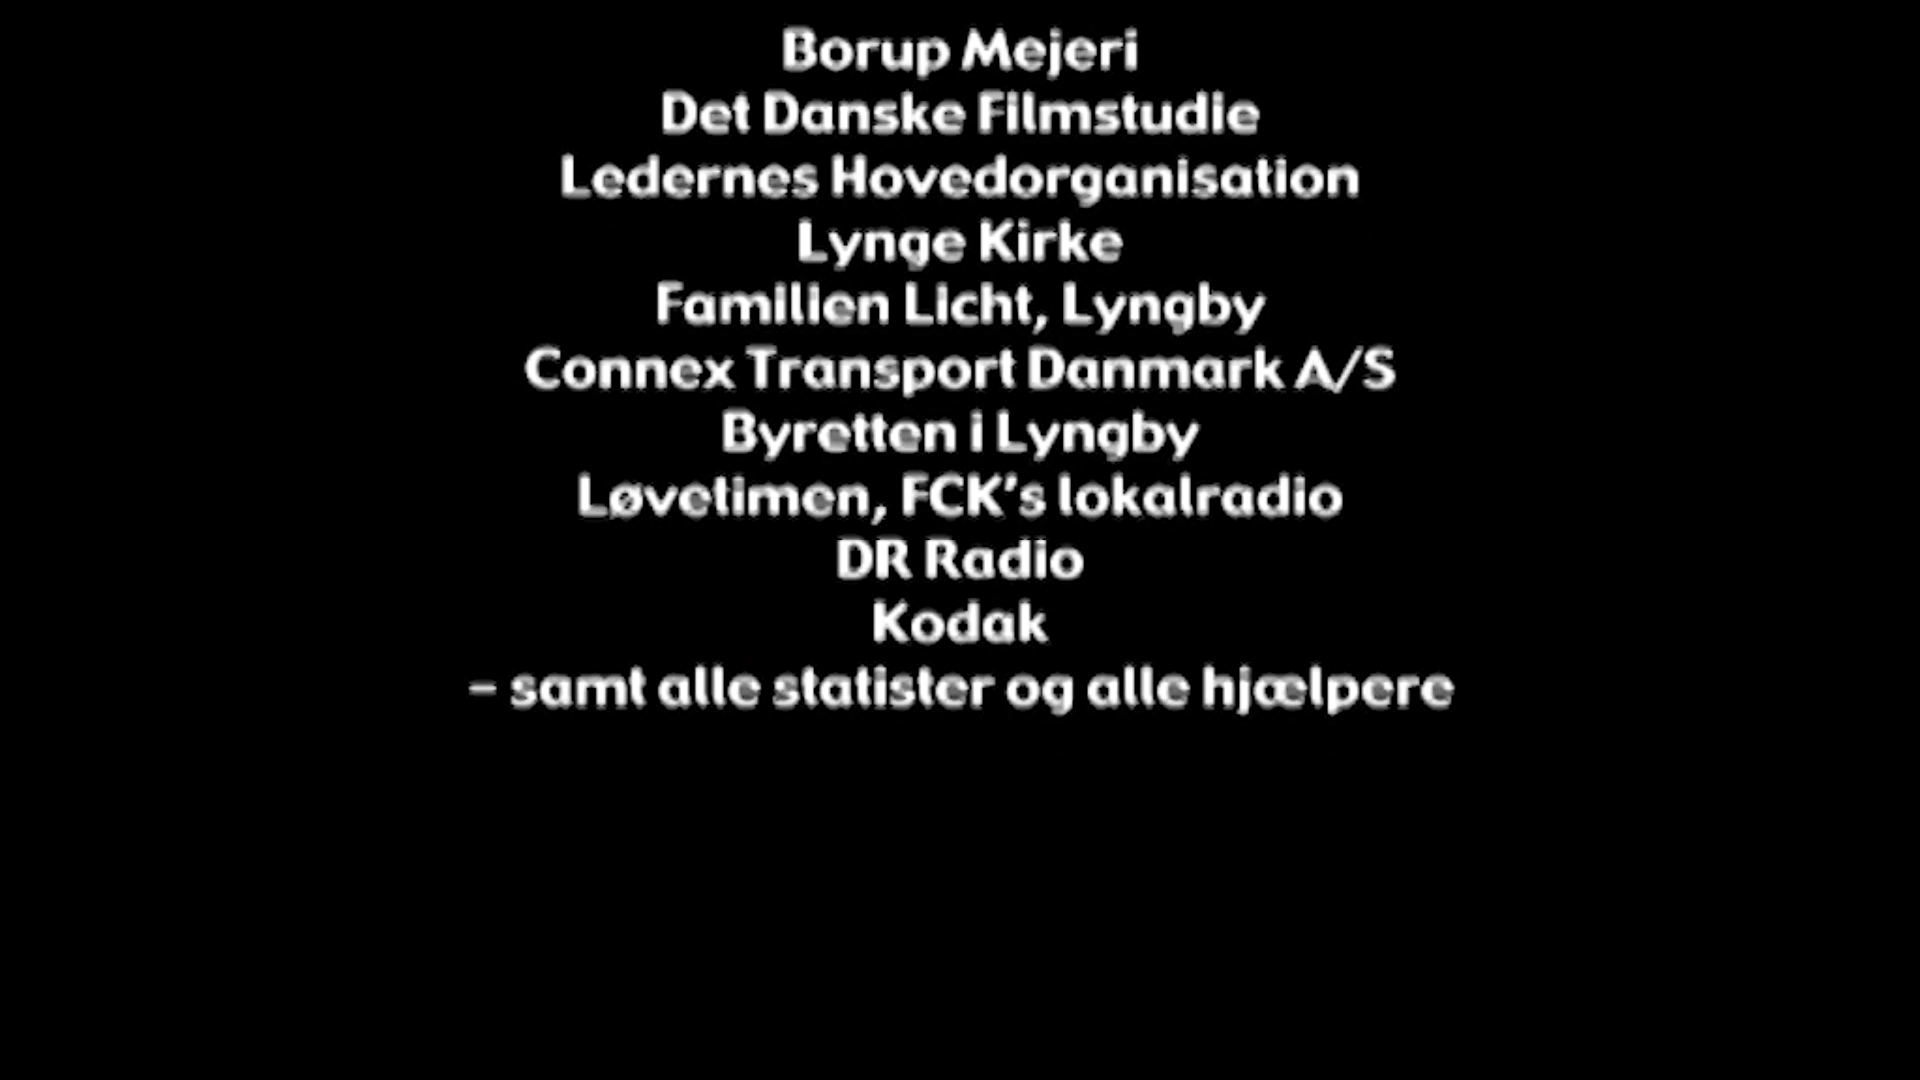 Borup Mejeri
Det Danske Filmstudie
Ledernes Hovedorganisation
Lynge Kirke
Familien Licht, Lyngby
Connex Transport Danmark A/S
Byretten i Lyngby
Løvetimen, FCK's lokalradio
DR Radio
Kodak
– samt alle statister og alle hjælpere